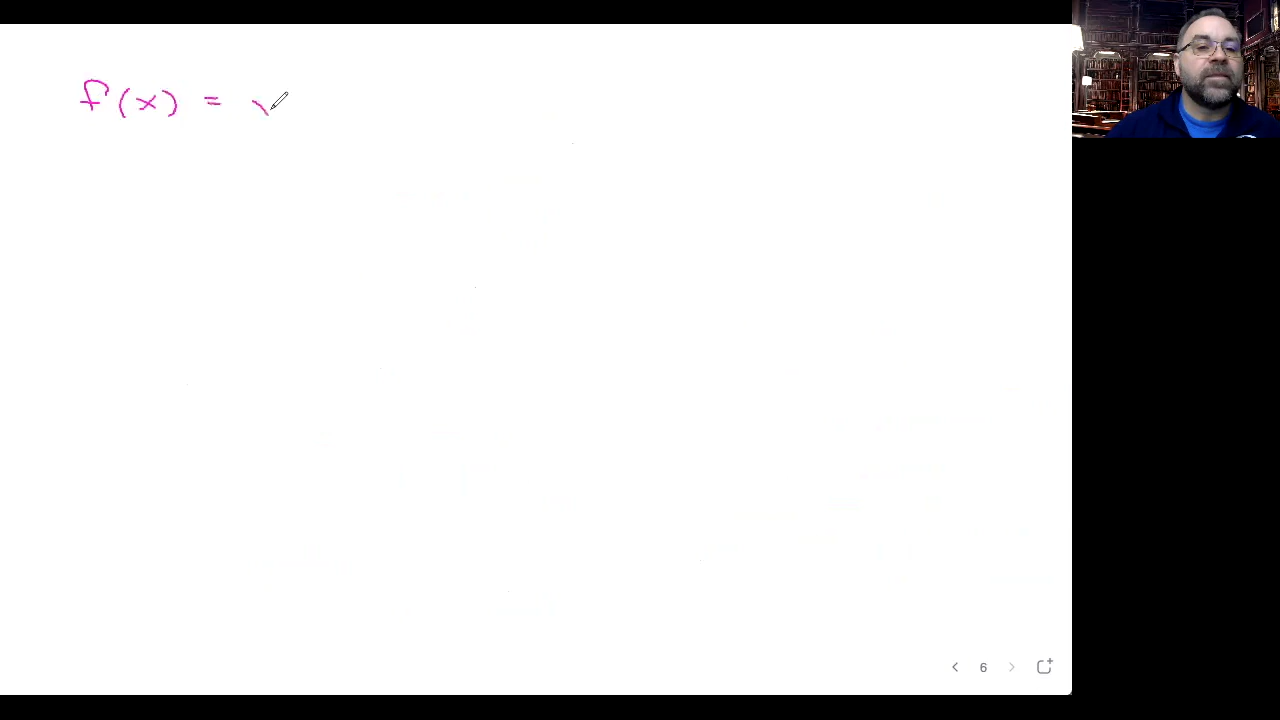 f(x) =
6